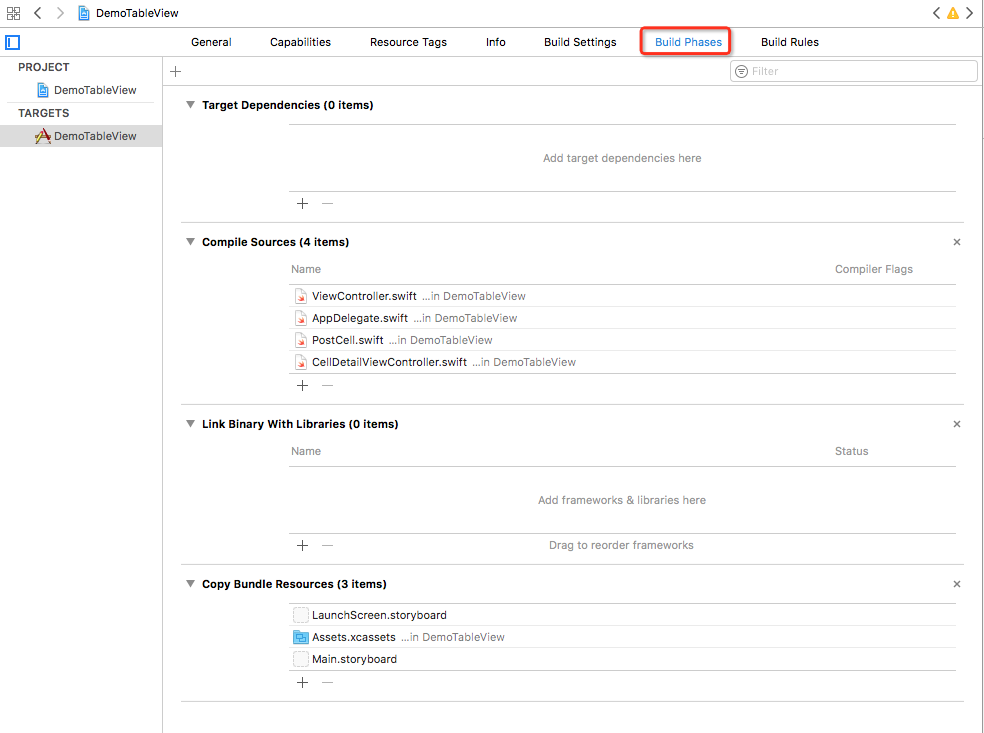 DemoTableView
General Capabilities Resource Tags Info Build Settings Build Phases Build Rules
PROJECT
DemoTableView
TARGETS
DemoTableView
Filter
Target Dependencies (0 items)
Add target dependencies here
Compile Sources (4 items)
Name Compiler Flags
ViewController.swift ...in DemoTableView
AppDelegate.swift ...in DemoTableView
PostCell.swift ...in DemoTableView
CellDetailViewController.swift ...in DemoTableView
Link Binary With Libraries (0 items)
Name Status
Add frameworks & libraries here
Drag to reorder frameworks
Copy Bundle Resources (3 items)
LaunchScreen.storyboard
Assets.xcassets ...in DemoTableView
Main.storyboard